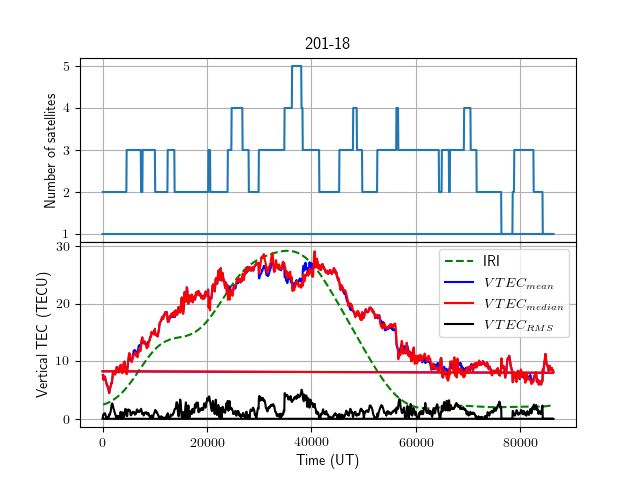 201-18
Number of satellites
5
4
3
2
1
Vertical TEC (TECU)
30
20
10
0
IRI
VTEC_mean
VTEC_median
VTEC_RMS
0 20000 40000 60000 80000
Time (UT)